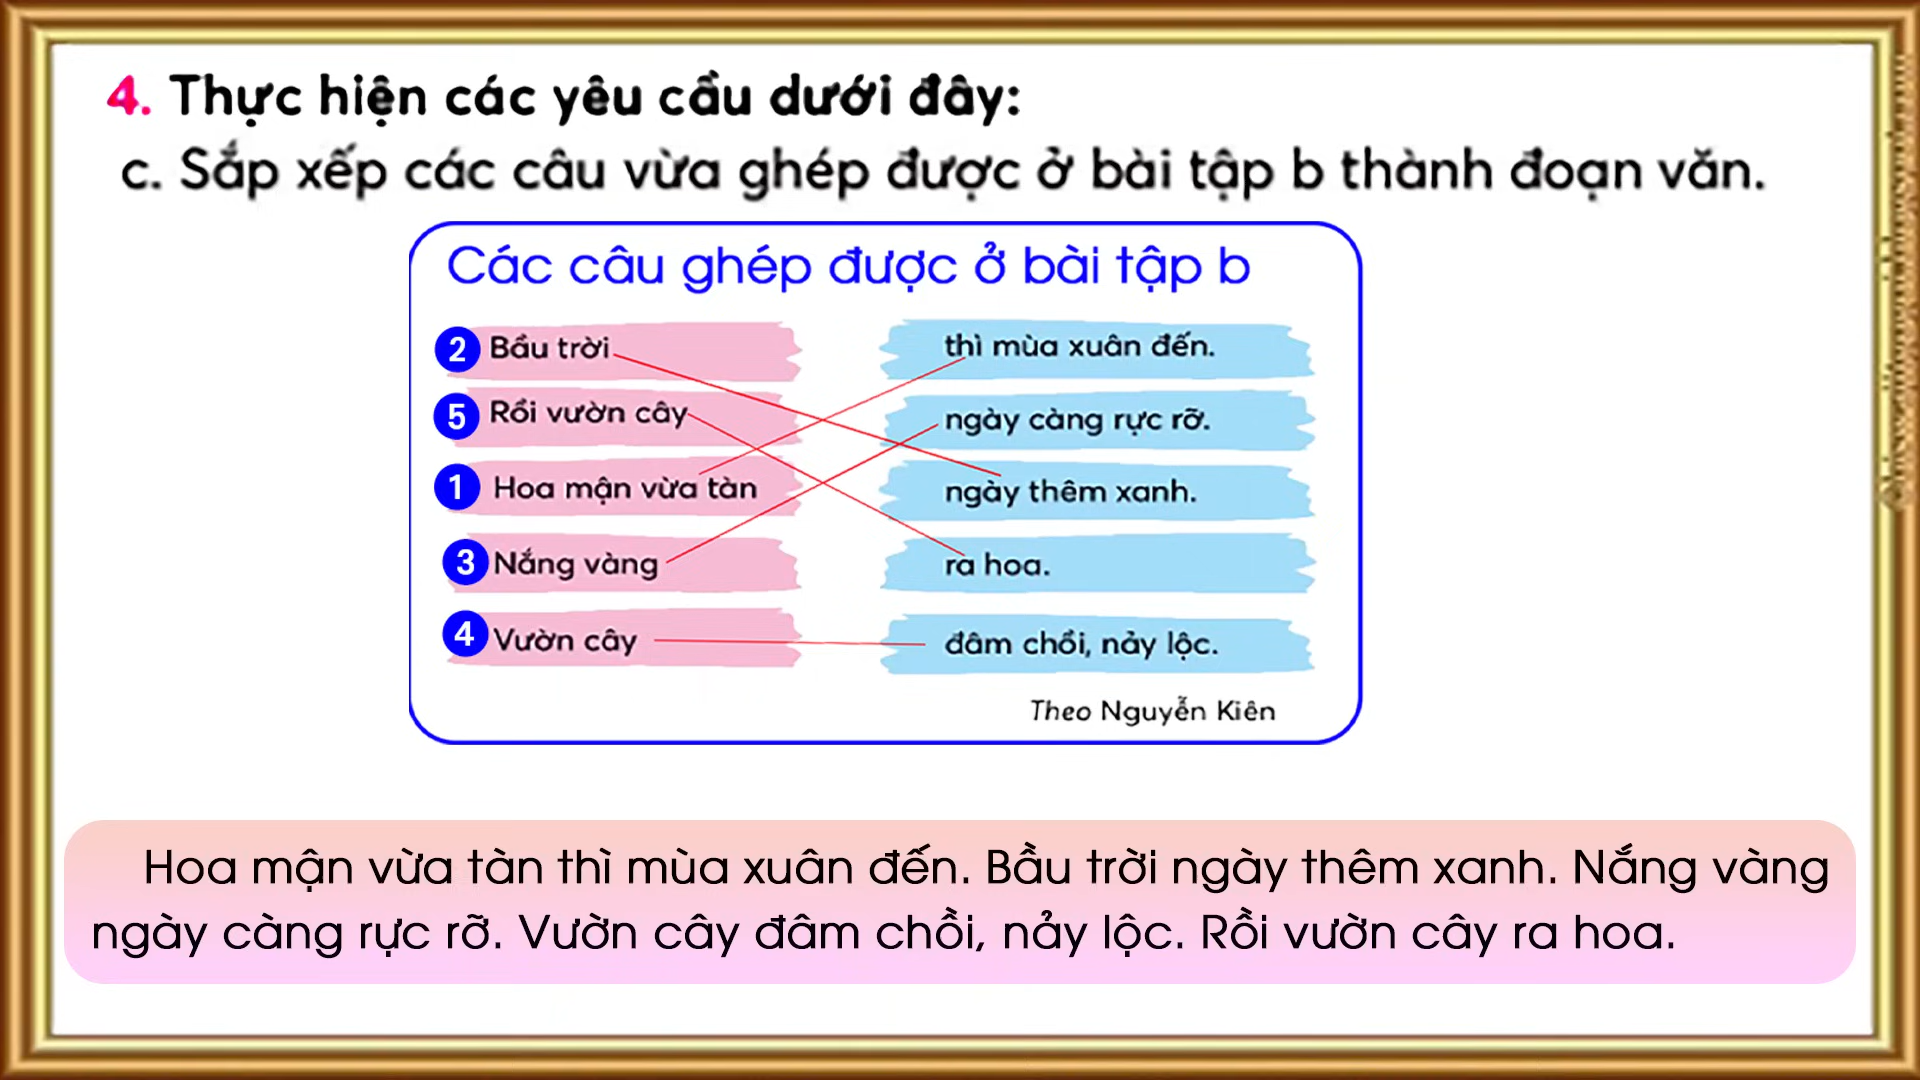 4. Thực hiện các yêu cầu dưới đây:
c. Sắp xếp các câu vừa ghép được ở bài tập b thành đoạn văn.
Các câu ghép được ở bài tập b
2 Bầu trời thì mùa xuân đến.
5 Rồi vườn cây ngày càng rực rỡ.
1 Hoa mận vừa tàn ngày thêm xanh.
3 Nắng vàng ra hoa.
4 Vườn cây đâm chồi, nảy lộc.
Theo Nguyễn Kiên
Hoa mận vừa tàn thì mùa xuân đến. Bầu trời ngày thêm xanh. Nắng vàng
ngày càng rực rỡ. Vườn cây đâm chồi, nảy lộc. Rồi vườn cây ra hoa.